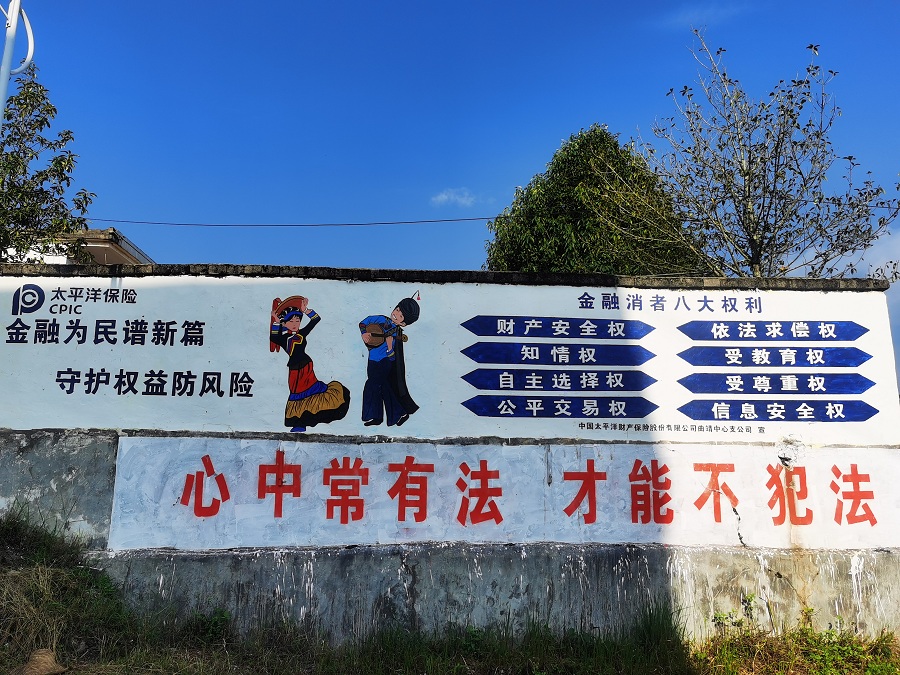 太平洋保险
CPIC
金融为民谱新篇
守护权益防风险
金融消者八大权利
财产安全权
依法求偿权
知情权
受教育权
自主选择权
受尊重权
公平交易权
信息安全权
中国太平洋财产保险股份有限公司曲靖中心支公司 宣
心中常有法 才能不犯法